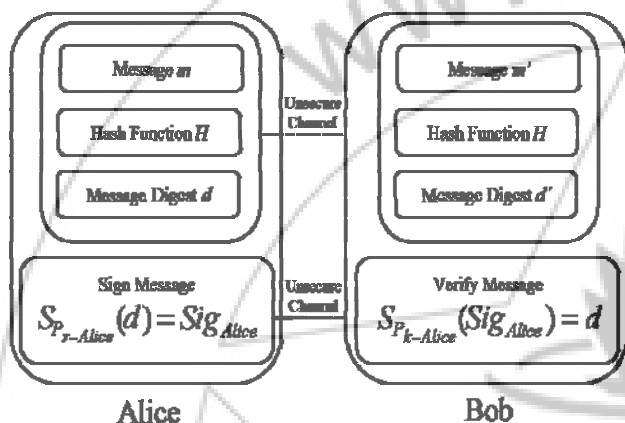 Message m
Hash Function H
Message Digest d
Sign Message
S_{P_{r-Alice}}(d) = Sig_{Alice}
Alice
Unsecure
Channel
Unsecure
Channel
Message m'
Hash Function H
Message Digest d'
Verify Message
S_{P_{k-Alice}}(Sig_{Alice}) = d
Bob